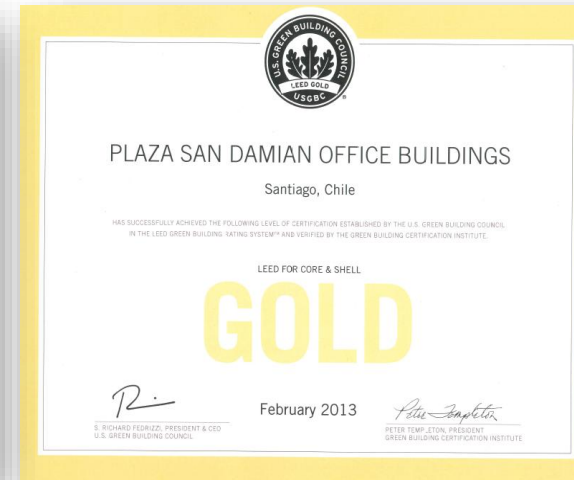 U.S. GREEN BUILDING COUNCIL
LEED GOLD
USGBC
PLAZA SAN DAMIAN OFFICE BUILDINGS
Santiago, Chile
HAS SUCCESSFULLY ACHIEVED THE FOLLOWING LEVEL OF CERTIFICATION ESTABLISHED BY THE U.S. GREEN BUILDING COUNCIL
IN THE LEED GREEN BUILDING RATING SYSTEM™ AND VERIFIED BY THE GREEN BUILDING CERTIFICATION INSTITUTE.
LEED FOR CORE & SHELL
GOLD
February 2013
Peter Templeton
S. RICHARD FEDRIZZI, PRESIDENT & CEO
U.S. GREEN BUILDING COUNCIL
PETER TEMPLETON, PRESIDENT
GREEN BUILDING CERTIFICATION INSTITUTE